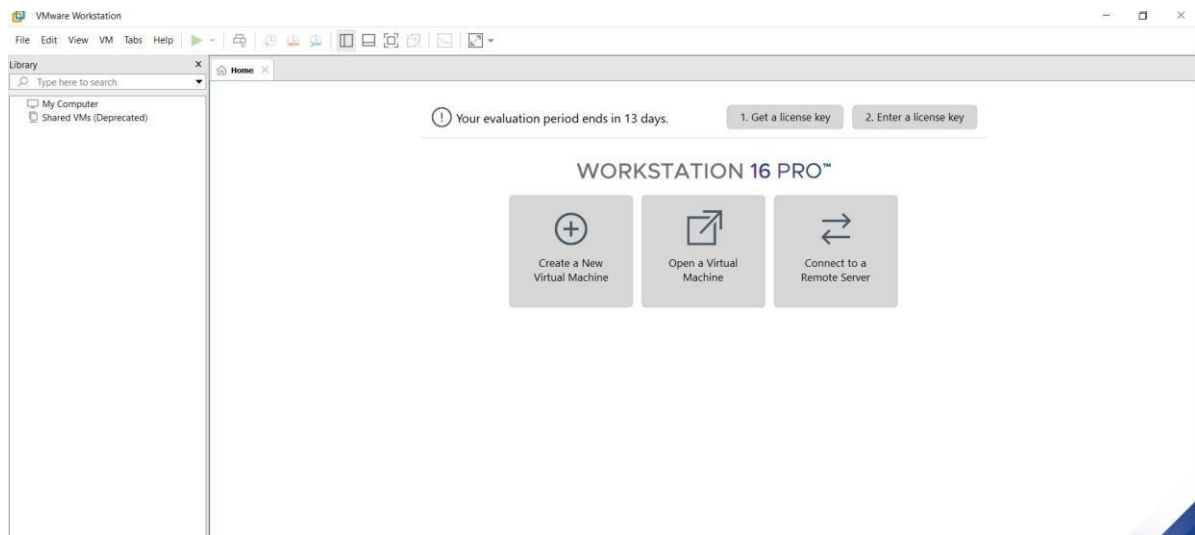 VMware Workstation
File Edit View VM Tabs Help
Library
Type here to search
My Computer
Shared VMs (Deprecated)
Home
Your evaluation period ends in 13 days.
1. Get a license key
2. Enter a license key
WORKSTATION 16 PRO™
Create a New
Virtual Machine
Open a Virtual
Machine
Connect to a
Remote Server